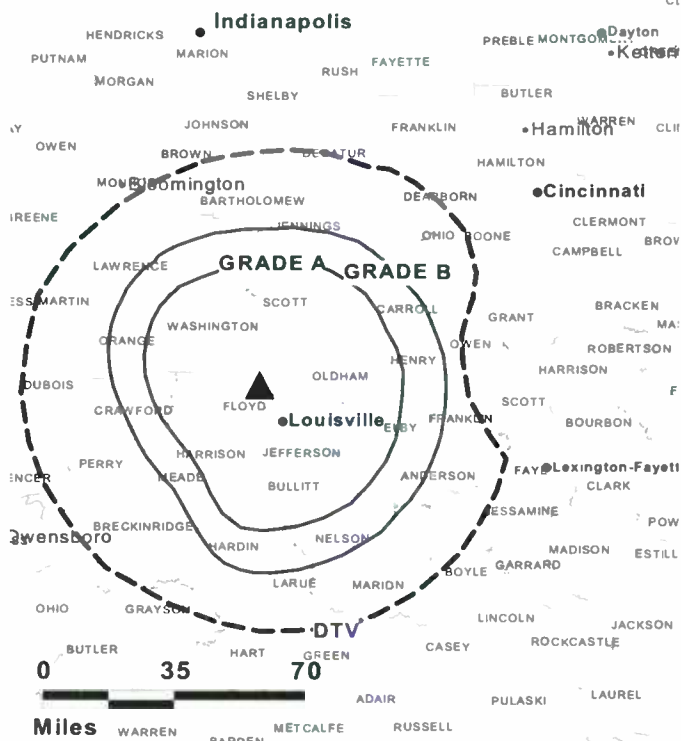 Indianapolis
HENDRICKS
MARION
PUTNAM
MORGAN
RUSH
FAYETTE
PREBLE
Dayton
SHELBY
BUTLER
JOHNSON
FRANKLIN
Hamilton
WARREN
OWEN
BROWN
DECATUR
HAMILTON
Bloomington
BARTHOLOMEW
DEARBORN
Cincinnati
JENNINGS
OHIO BOONE
CLERMONT
CAMPBELL
LAWRENCE
GRADE A
GRADE B
MARTIN
SCOTT
CARROLL
GRANT
BRACKEN
WASHINGTON
ORANGE
HENRY
OWEN
ROBERTSON
HARRISON
DUBOIS
OLDHAM
CRAWFORD
FLOYD
Louisville
FRANKLIN
SCOTT
BOURBON
PERRY
HARRISON
JEFFERSON
MEADE
BULLITT
ANDERSON
Lexington-Fayett
CLARK
ESSAMINE
BRECKINRIDGE
Owensboro
HARDIN
NELSON
MADISON
ESTILL
GARRARD
LARUE
MARION
BOYLE
OHIO
GRAYSON
DTV
LINCOLN
JACKSON
BUTLER
HART
GREEN
CASEY
ROCKCASTLE
0 35 70
Miles
ADAIR
PULASKI
LAUREL
WARREN
METCALFE
RUSSELL